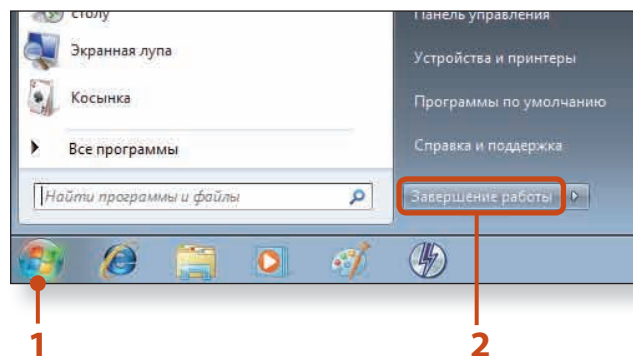 столу
Экранная лупа
Косынка
Все программы
Найти программы и файлы
Панель управления
Устройства и принтеры
Программы по умолчанию
Справка и поддержка
Завершение работы
1
2